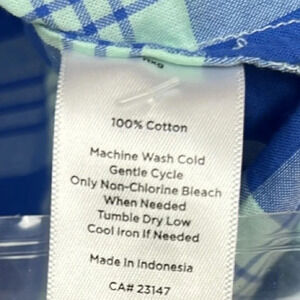 100% Cotton
Machine Wash Cold
Gentle Cycle
Only Non-Chlorine Bleach
When Needed
Tumble Dry Low
Cool Iron If Needed
Made in Indonesia
CA# 23147